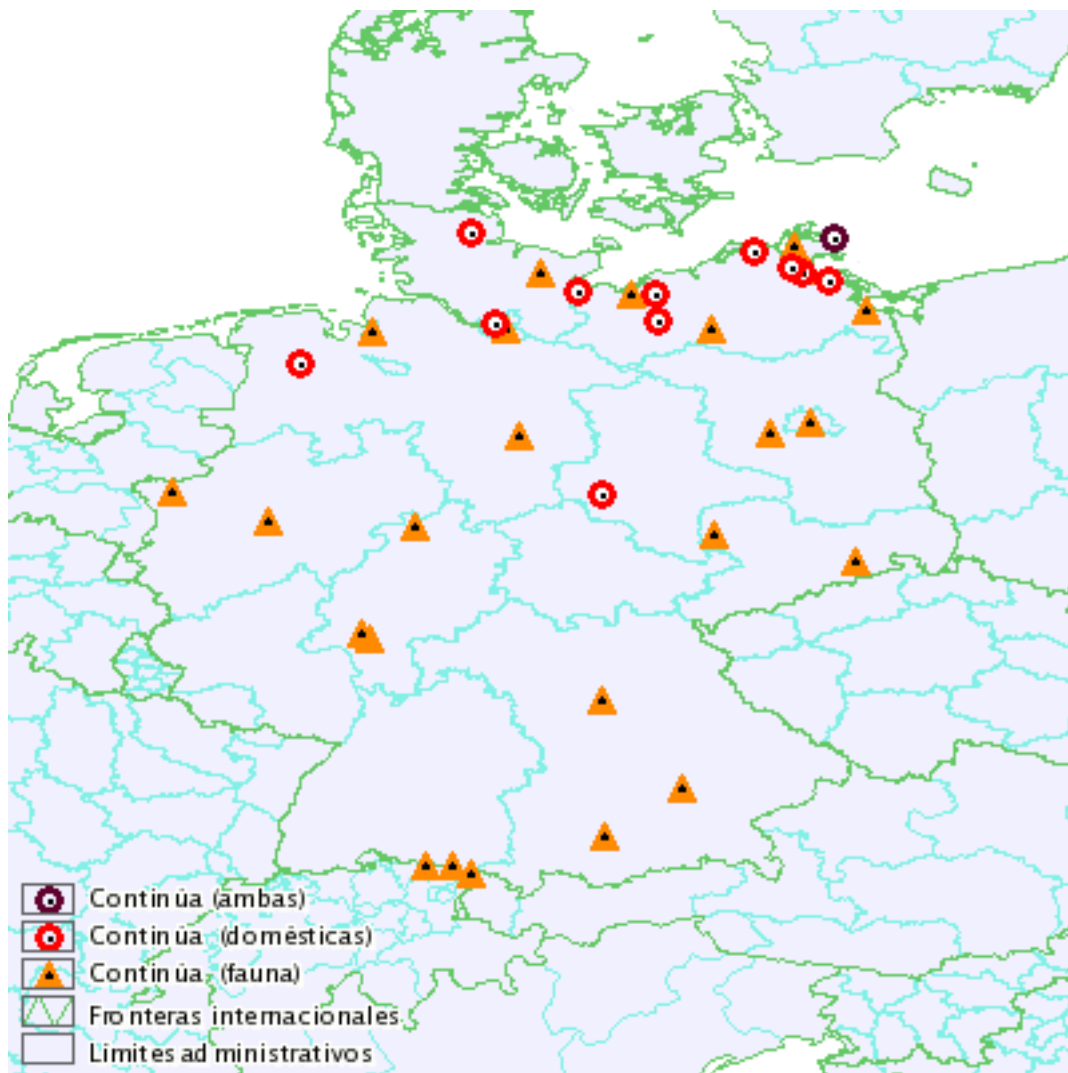 Continúa (ambas)
Continúa (domésticas)
Continúa (fauna)
Fronteras internacionales
Límites administrativos